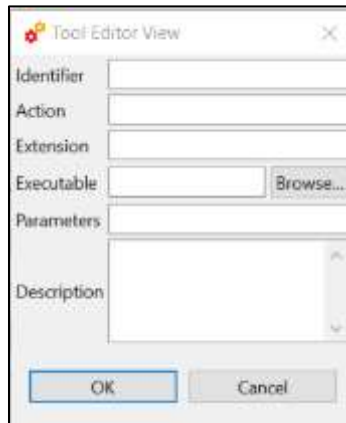 Tool Editor View
Identifier
Action
Extension
Executable Browse...
Parameters
Description
OK Cancel